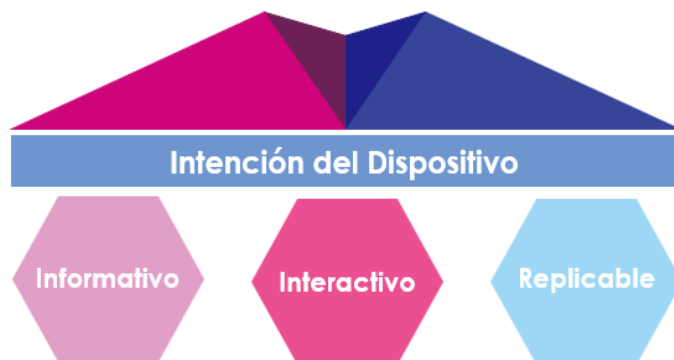 Intención del Dispositivo
Informativo
Interactivo
Replicable